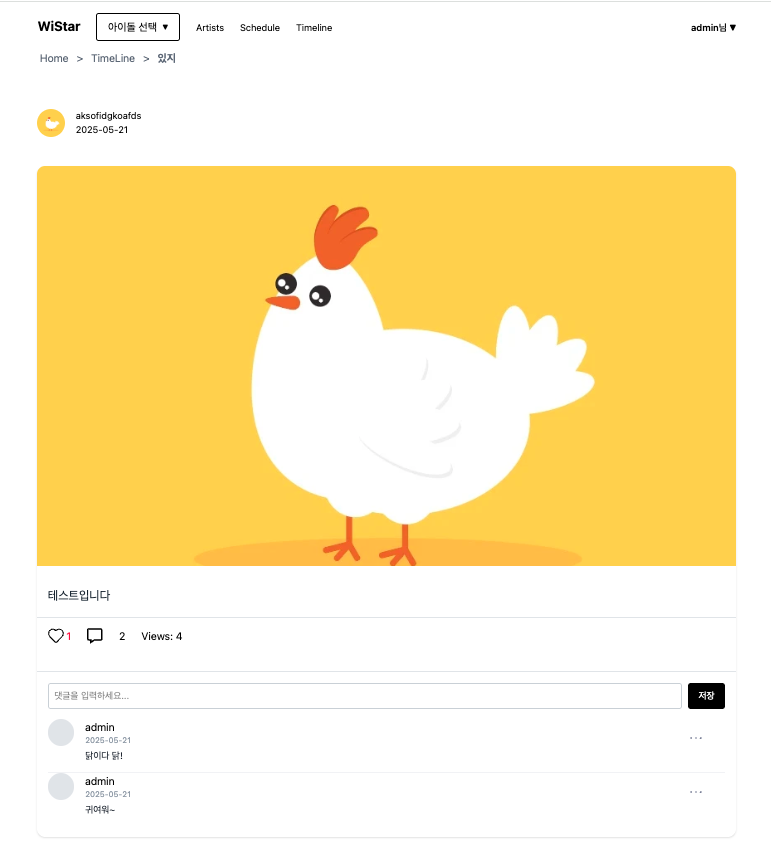 WiStar 아이돌 선택 ▼ Artists Schedule Timeline admin님 ▼
Home > TimeLine > 있지
aksofidgkoafds
2025-05-21
테스트입니다
1 2 Views: 4
댓글을 입력하세요... 저장
admin
2025-05-21
닭이다 닭!
...
admin
2025-05-21
귀여워~
...